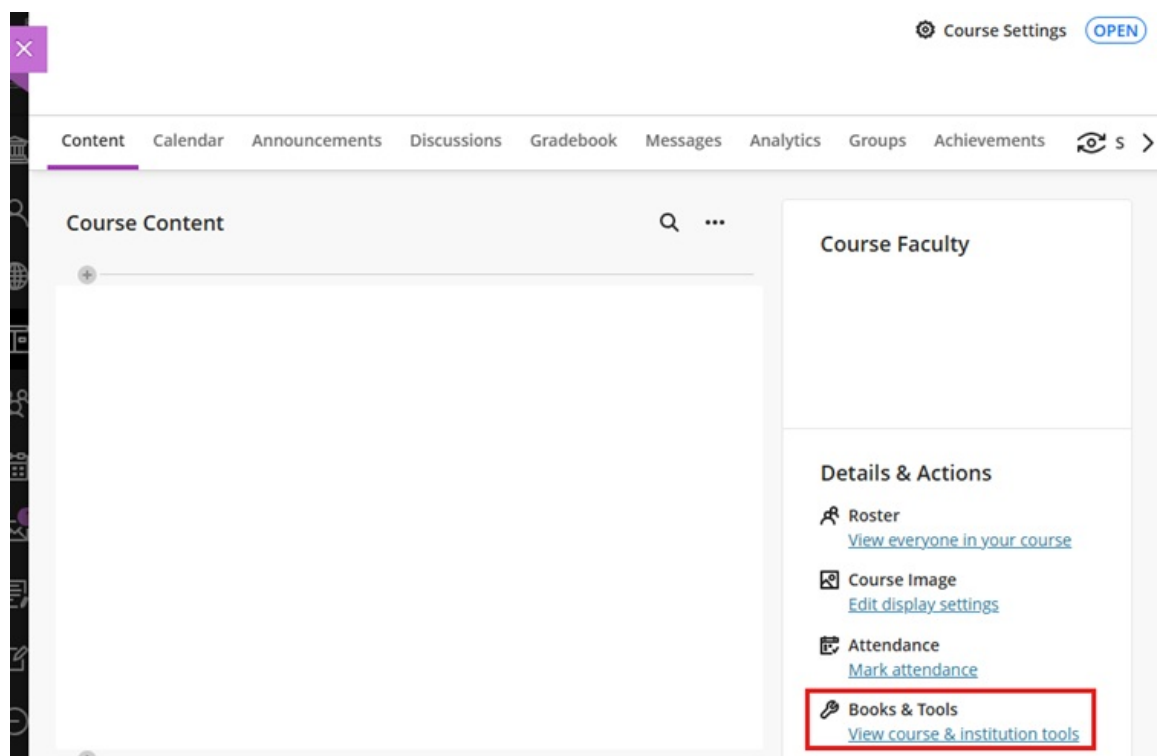 Course Settings OPEN
Content Calendar Announcements Discussions Gradebook Messages Analytics Groups Achievements S
Course Content
Course Faculty
Details & Actions
Roster
View everyone in your course
Course Image
Edit display settings
Attendance
Mark attendance
Books & Tools
View course & institution tools